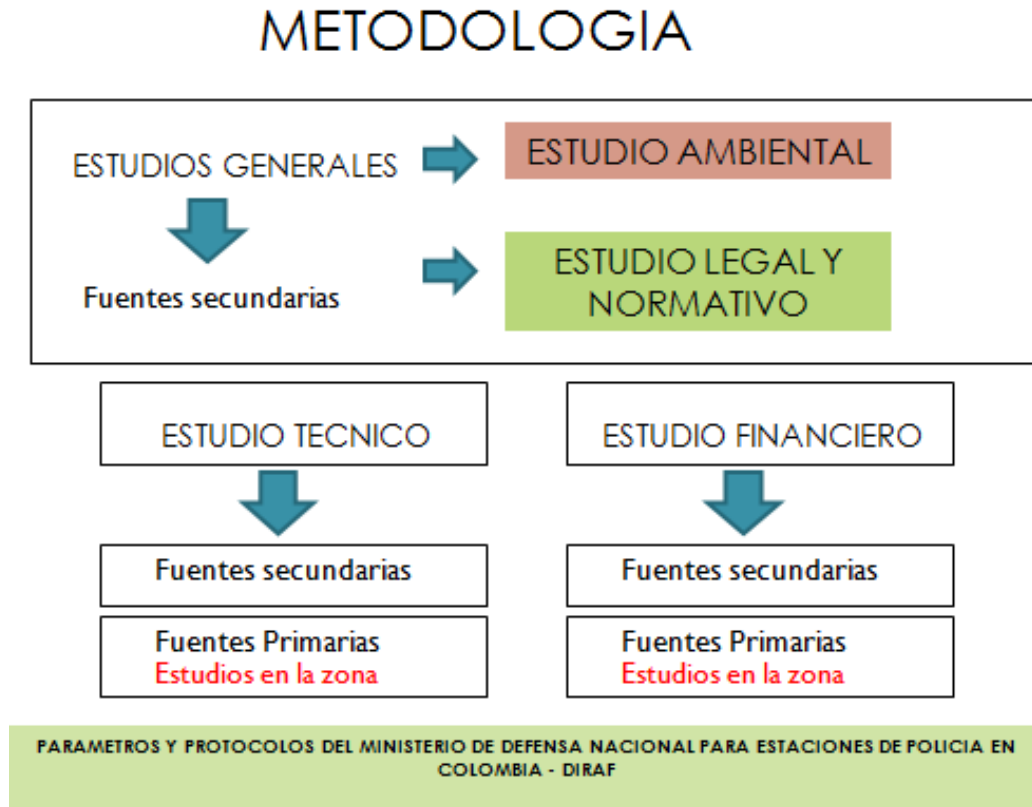 METODOLOGIA
ESTUDIOS GENERALES
ESTUDIO AMBIENTAL
Fuentes secundarias
ESTUDIO LEGAL Y
NORMATIVO
ESTUDIO TECNICO
Fuentes secundarias
Fuentes Primarias
Estudios en la zona
ESTUDIO FINANCIERO
Fuentes secundarias
Fuentes Primarias
Estudios en la zona
PARAMETROS Y PROTOCOLOS DEL MINISTERIO DE DEFENSA NACIONAL PARA ESTACIONES DE POLICIA EN
COLOMBIA - DIRAF